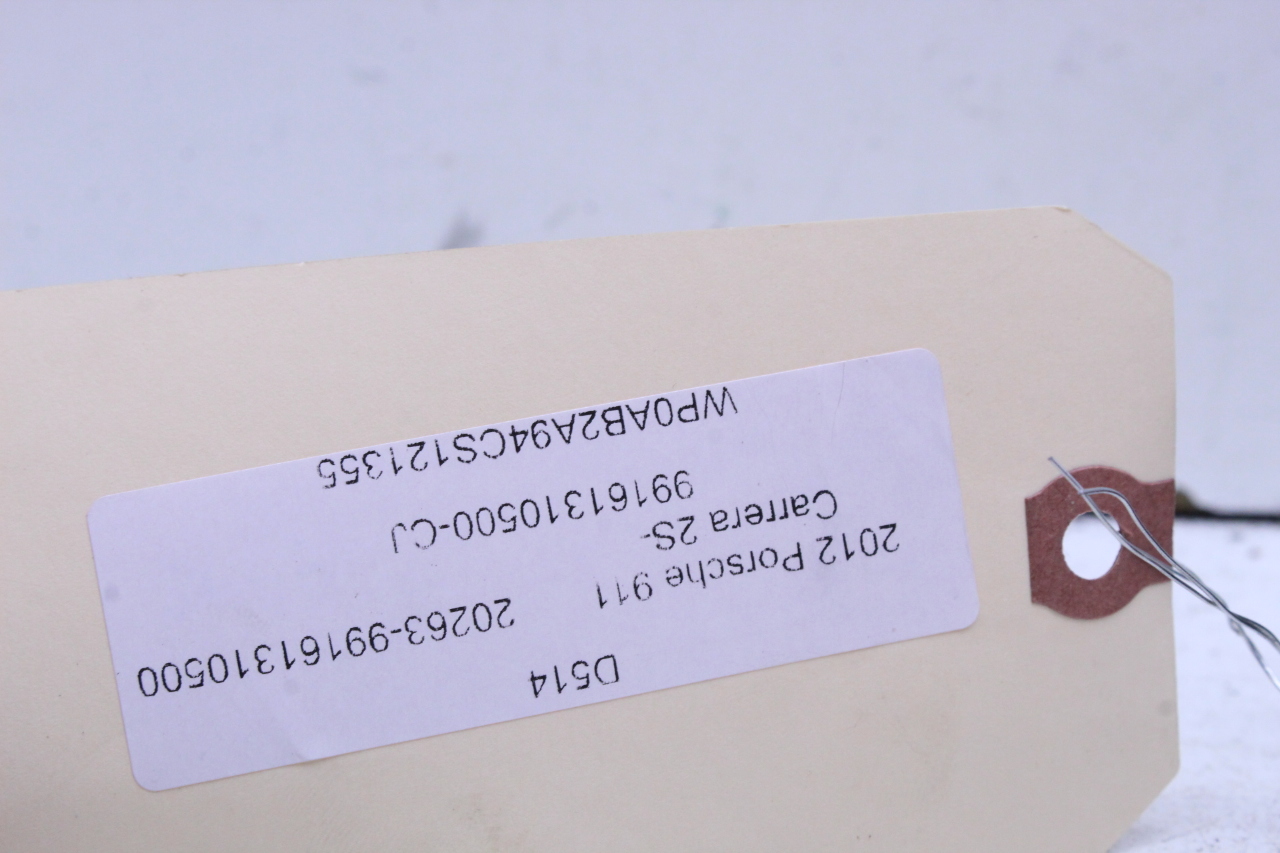 D514
2012 Porsche 911
20263-99161310500
Carrera 2S-
99161310500-CJ
WP0AB2A94CS121355